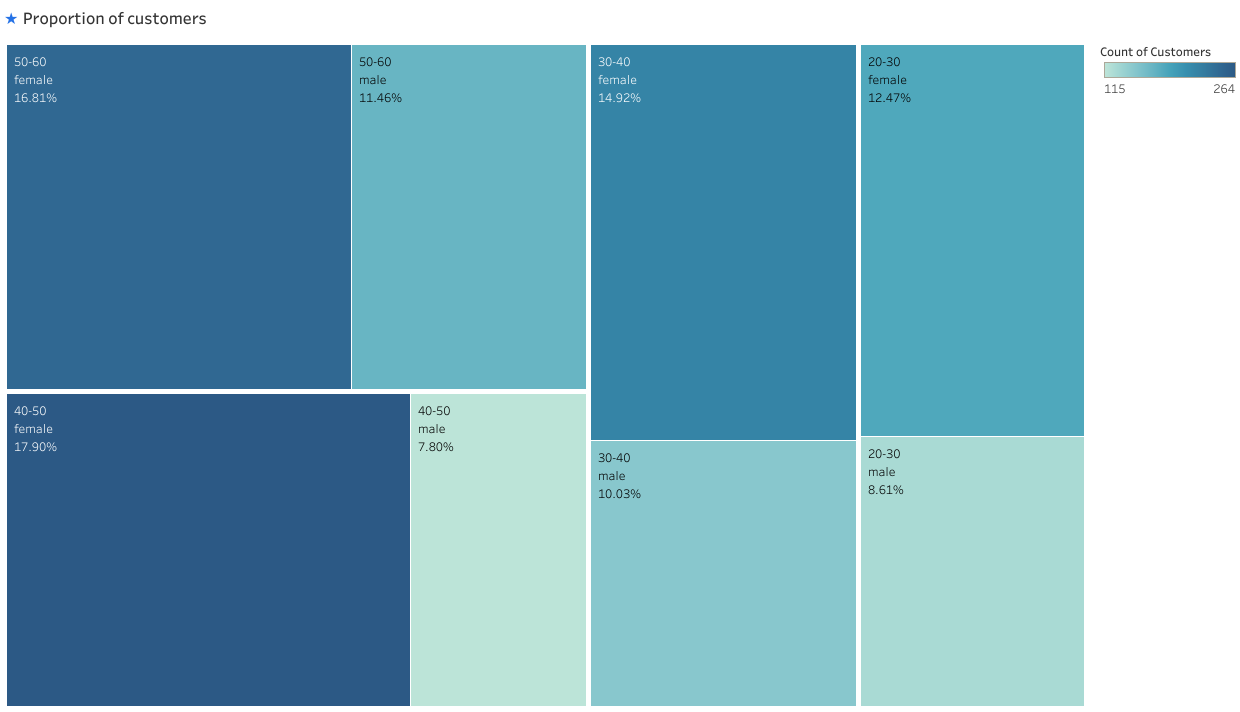 ★ Proportion of customers
50-60
female
16.81%
50-60
male
11.46%
30-40
female
14.92%
20-30
female
12.47%
40-50
female
17.90%
40-50
male
7.80%
30-40
male
10.03%
20-30
male
8.61%
Count of Customers
115 264